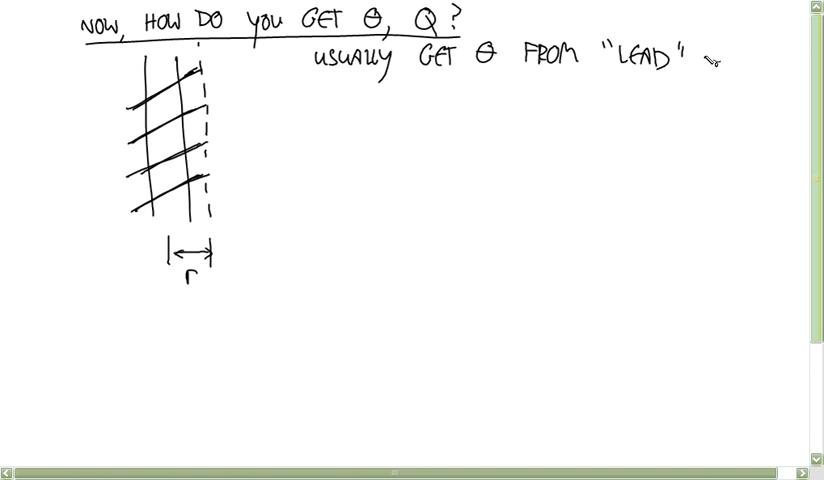 NOW, HOW DO YOU GET θ, Q?
USUALLY GET θ FROM "LEAD"
r